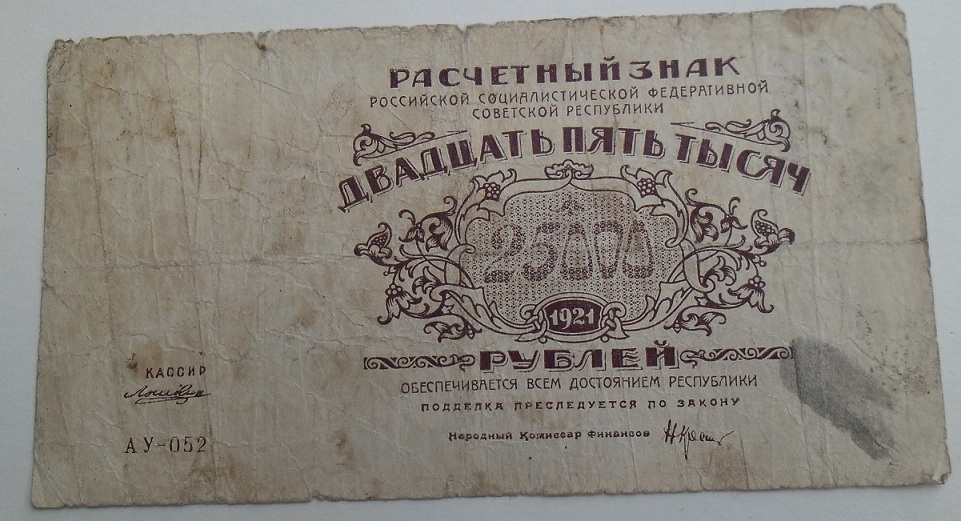 РАСЧЕТНЫЙ ЗНАК
РОССИЙСКОЙ СОЦИАЛИСТИЧЕСКОЙ ФЕДЕРАТИВНОЙ
СОВЕТСКОЙ РЕСПУБЛИКИ
ДВАДЦАТЬ ПЯТЬ ТЫСЯЧ
25000
1921
РУБЛЕЙ
ОБЕСПЕЧИВАЕТСЯ ВСЕМ ДОСТОЯНИЕМ РЕСПУБЛИКИ
ПОДДЕЛКА ПРЕСЛЕДУЕТСЯ ПО ЗАКОНУ
Народный Комиссар Финансов
КАССИР
АУ-052